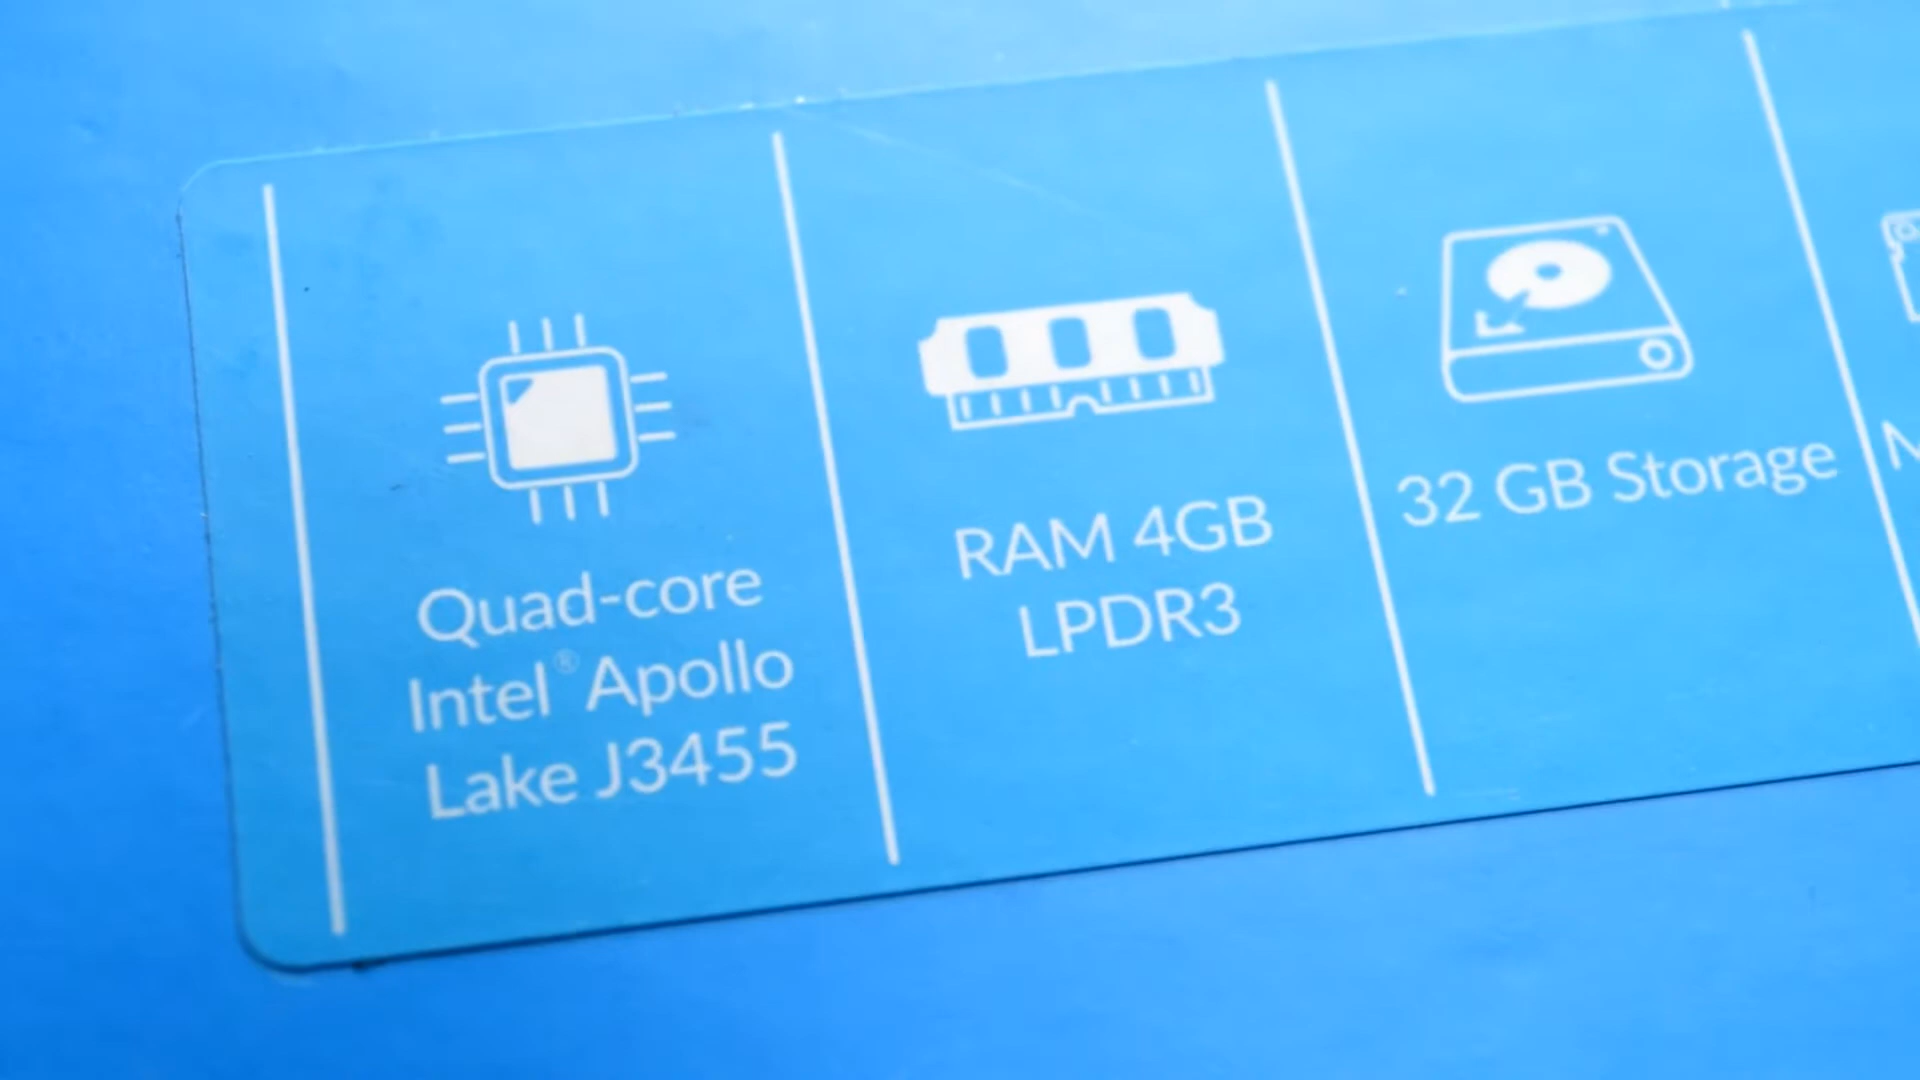 Quad-core
Intel® Apollo
Lake J3455
RAM 4GB
LPDR3
32 GB Storage